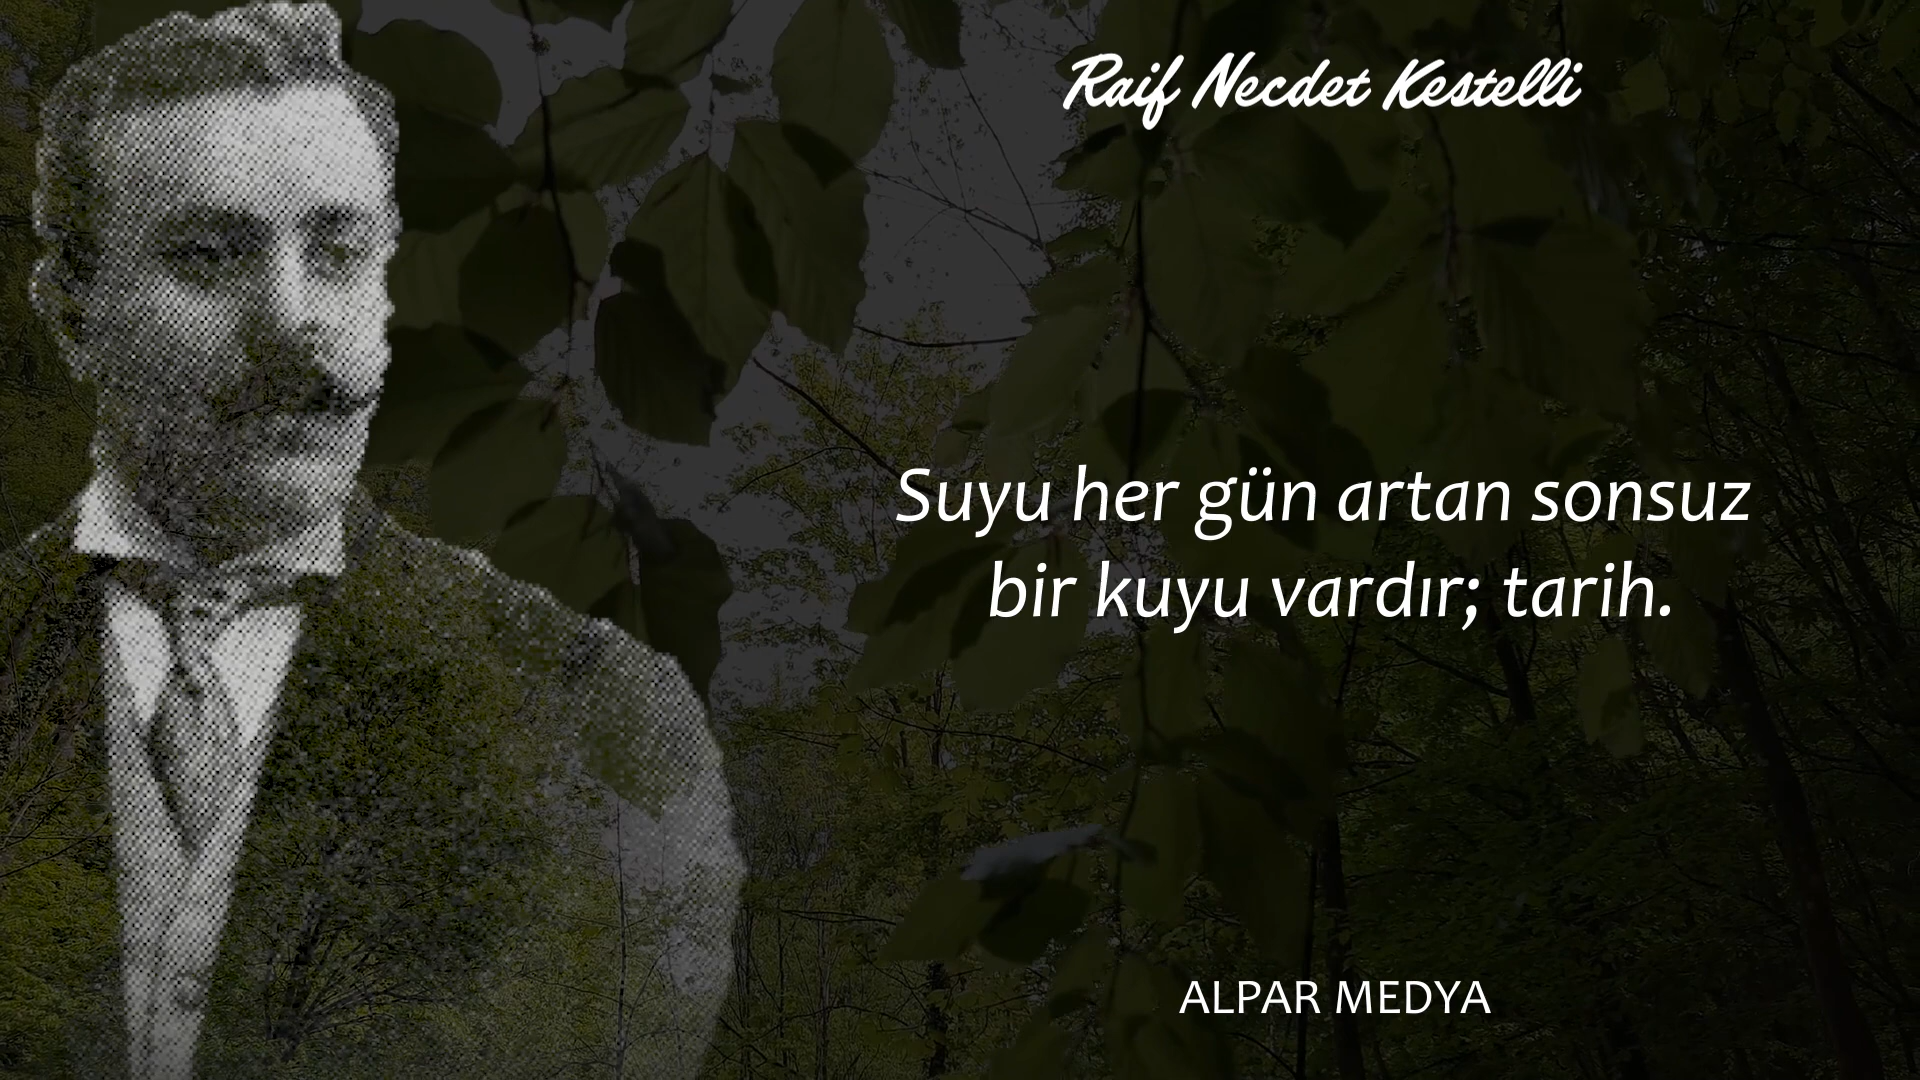 Raif Necdet Kestelli
Suyu her gün artan sonsuz
bir kuyu vardır; tarih.
ALPAR MEDYA